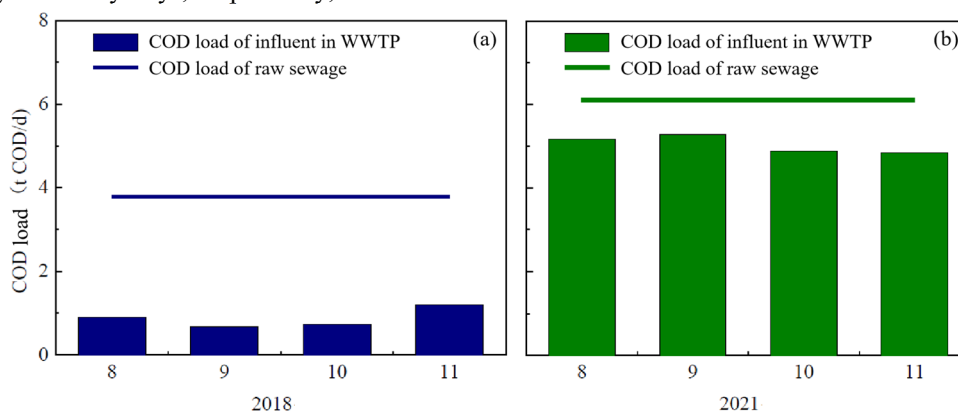 8
COD load of influent in WWTP (a)
COD load of raw sewage
6
4
2
0
COD load (t COD/d)
8 9 10 11
2018
COD load of influent in WWTP (b)
COD load of raw sewage
8 9 10 11
2021